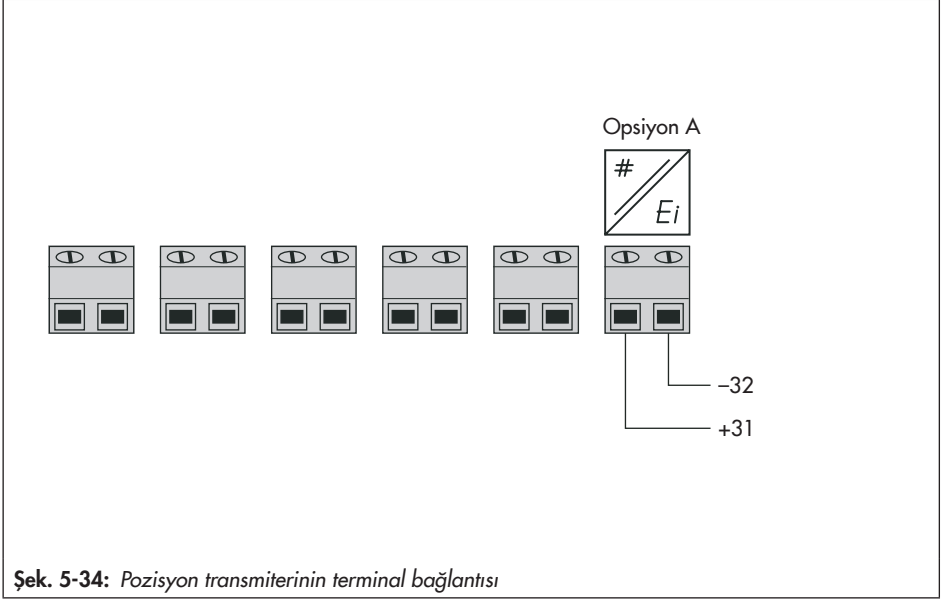 Opsiyon A
#
Ei
–32
+31
Şek. 5-34: Pozisyon transmiterinin terminal bağlantısı